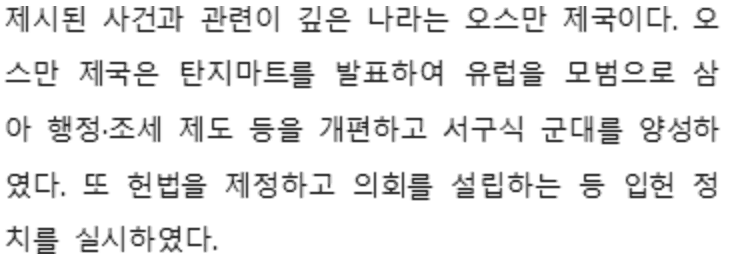 제시된 사건과 관련이 깊은 나라는 오스만 제국이다. 오
스만 제국은 탄지마트를 발표하여 유럽을 모범으로 삼
아 행정·조세 제도 등을 개편하고 서구식 군대를 양성하
였다. 또 헌법을 제정하고 의회를 설립하는 등 입헌 정
치를 실시하였다.